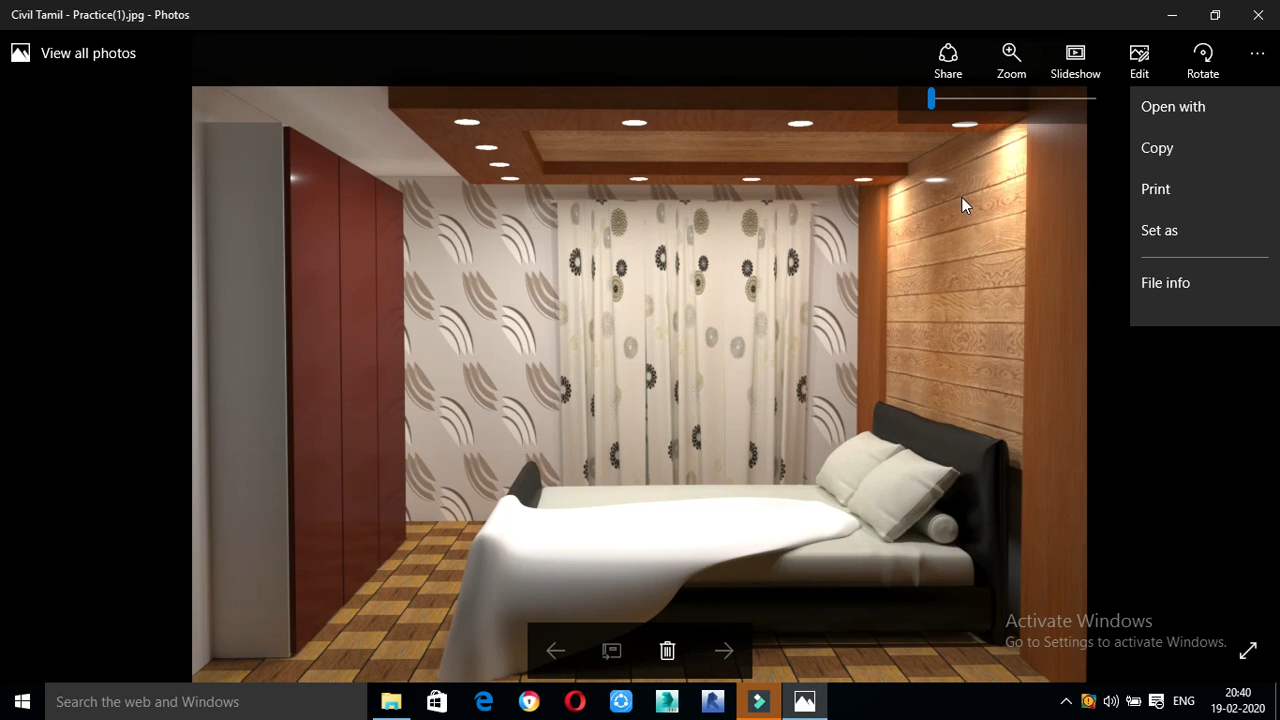 Civil Tamil - Practice(1).jpg - Photos
View all photos
Share
Zoom
Slideshow
Edit
Rotate
Open with
Copy
Print
Set as
File info
Activate Windows
Go to Settings to activate Windows.
Search the web and Windows
ENG
20:40
19-02-2020